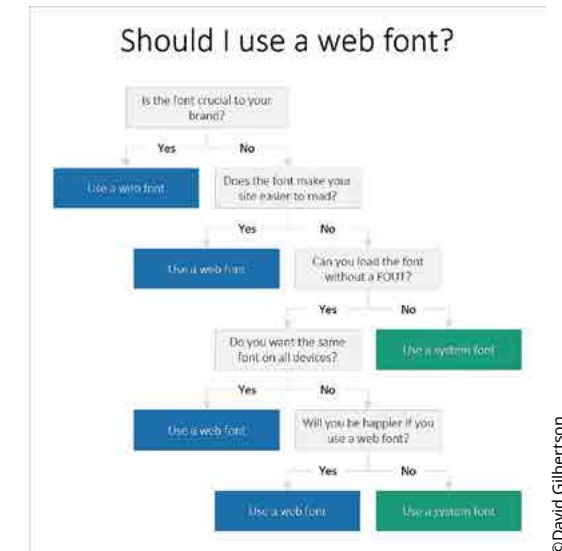 Should I use a web font?
Is the font crucial to your
brand?
Yes
No
Use a web font
Does the font make your
site easier to read?
Yes
No
Use a web font
Can you load the font
without a FOUT?
Yes
No
Do you want the same
font on all devices?
Use a system font
Yes
No
Use a web font
Will you be happier if you
use a web font?
Yes
No
Use a web font
Use a system font
©David Gilbertson